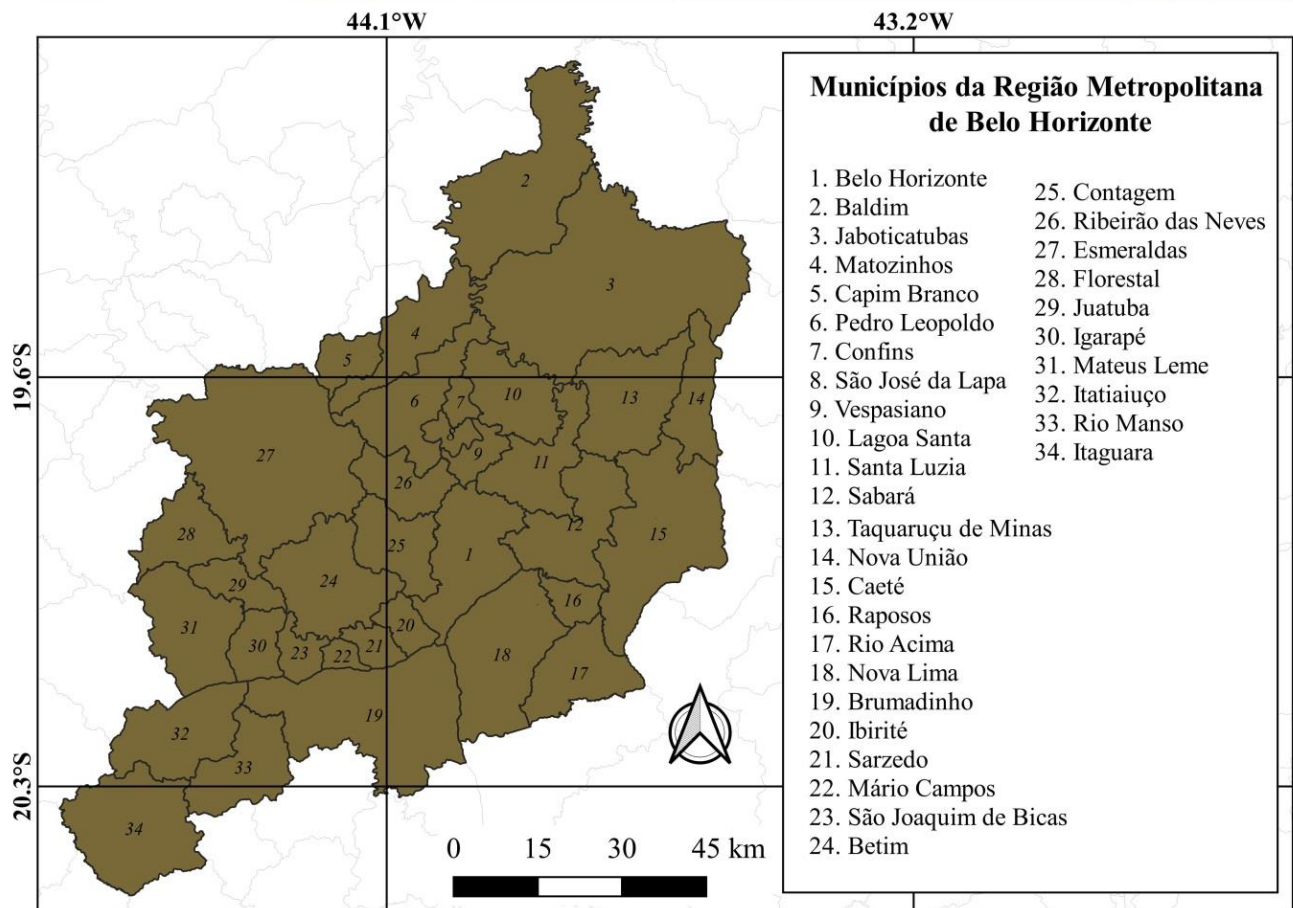 44.1°W 43.2°W
19.6°S
20.3°S
Municípios da Região Metropolitana
de Belo Horizonte
1. Belo Horizonte
2. Baldim
3. Jaboticatubas
4. Matozinhos
5. Capim Branco
6. Pedro Leopoldo
7. Confins
8. São José da Lapa
9. Vespasiano
10. Lagoa Santa
11. Santa Luzia
12. Sabará
13. Taquaruçu de Minas
14. Nova União
15. Caeté
16. Raposos
17. Rio Acima
18. Nova Lima
19. Brumadinho
20. Ibirité
21. Sarzedo
22. Mário Campos
23. São Joaquim de Bicas
24. Betim
25. Contagem
26. Ribeirão das Neves
27. Esmeraldas
28. Florestal
29. Juatuba
30. Igarapé
31. Mateus Leme
32. Itatiaiuço
33. Rio Manso
34. Itaguara
2
3
4
5
6
7
10
13
14
8
9
11
27
26
12
15
28
25
1
24
29
16
31
30
23
22
21
20
18
17
19
32
33
34
0 15 30 45 km